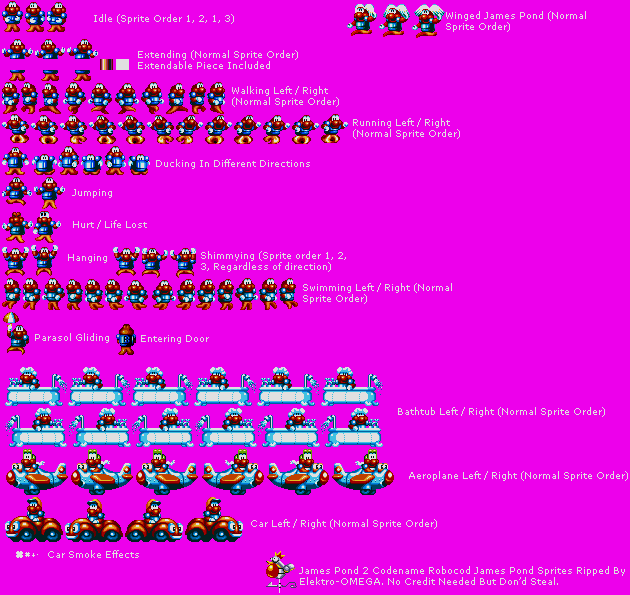 Idle (Sprite Order 1, 2, 1, 3)
Winged James Pond (Normal
Sprite Order)
Extending (Normal Sprite Order)
Extendable Piece Included
Walking Left / Right
(Normal Sprite Order)
Running Left / Right
(Normal Sprite Order)
Ducking In Different Directions
Jumping
Hurt / Life Lost
Hanging
Shimmying (Sprite order 1, 2,
3, Regardless of direction)
Swimming Left / Right (Normal
Sprite Order)
Parasol Gliding
Entering Door
Bathtub Left / Right (Normal Sprite Order)
Aeroplane Left / Right (Normal Sprite Order)
Car Left / Right (Normal Sprite Order)
Car Smoke Effects
James Pond 2 Codename Robocod James Pond Sprites Ripped By
Elektro-OMEGA. No Credit Needed But Don'd Steal.